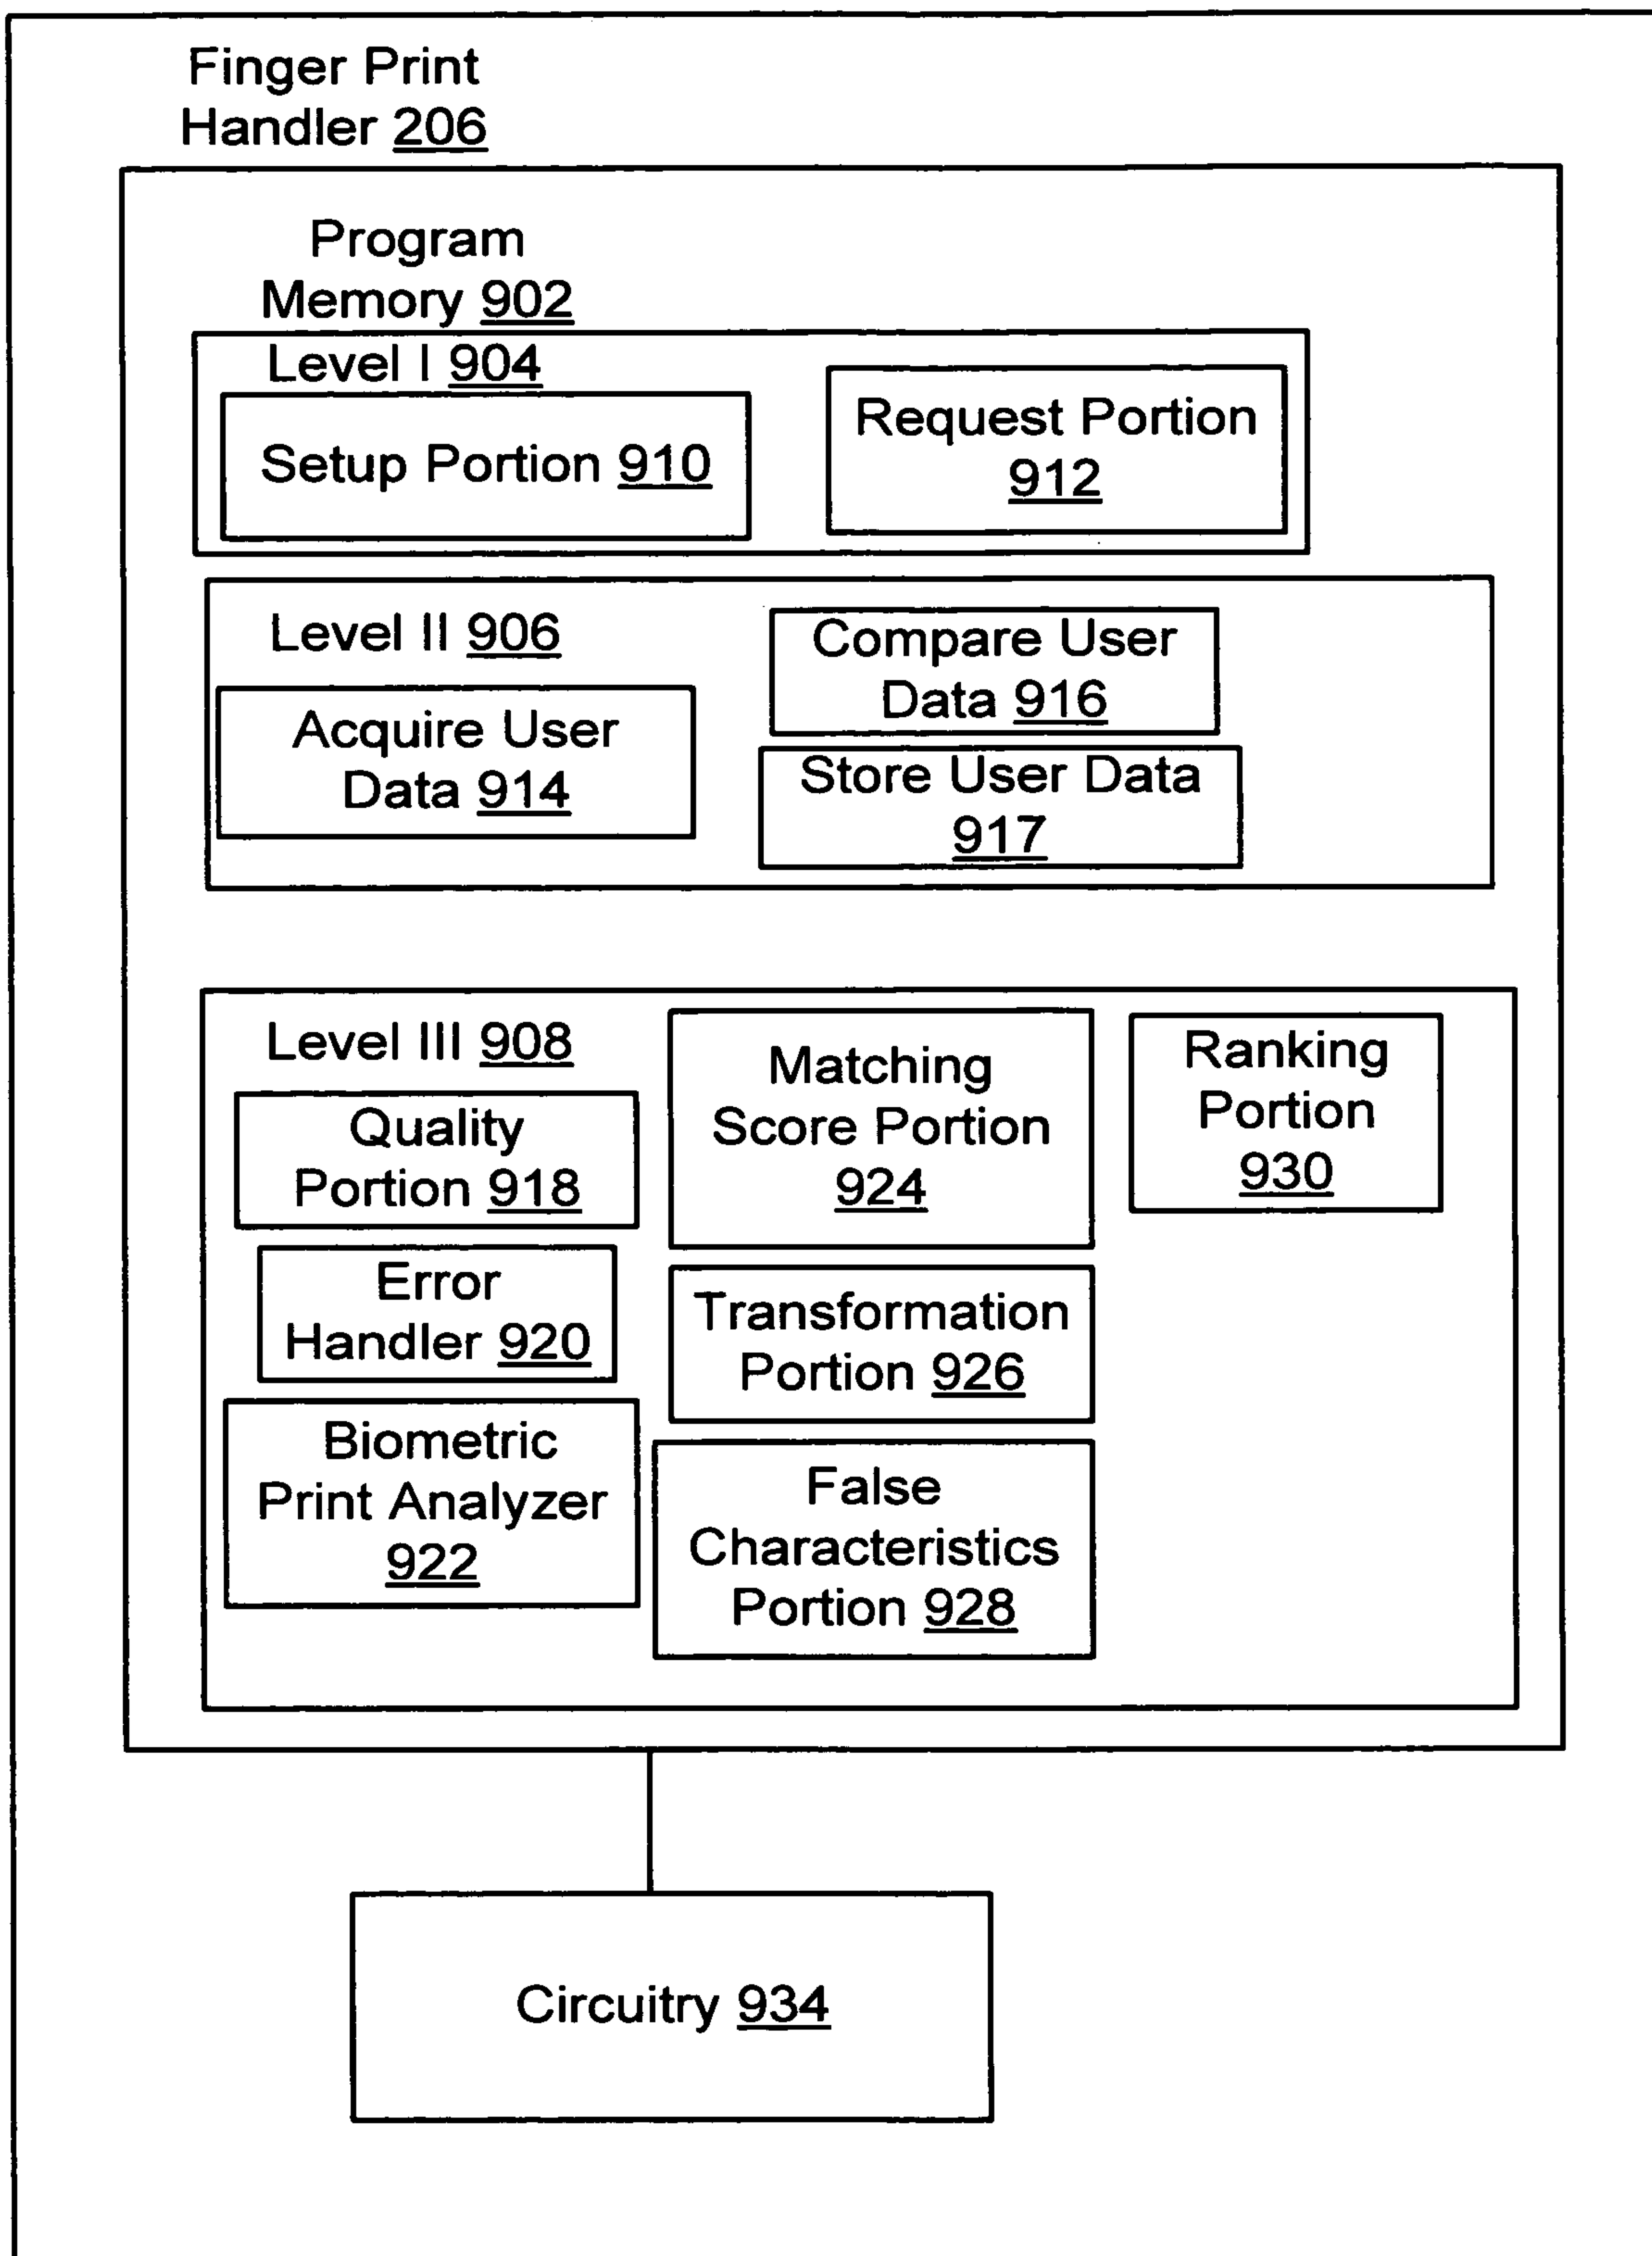 Finger Print
Handler 206
Program
Memory 902
Level I 904
Setup Portion 910
Request Portion
912
Level II 906
Acquire User
Data 914
Compare User
Data 916
Store User Data
917
Level III 908
Quality
Portion 918
Error
Handler 920
Biometric
Print Analyzer
922
Matching
Score Portion
924
Transformation
Portion 926
False
Characteristics
Portion 928
Ranking
Portion
930
Circuitry 934